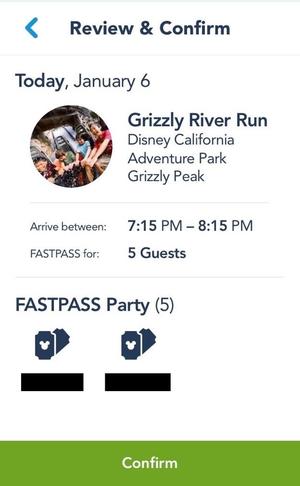 Review & Confirm
Today, January 6
Grizzly River Run
Disney California
Adventure Park
Grizzly Peak
Arrive between: 7:15 PM – 8:15 PM
FASTPASS for: 5 Guests
FASTPASS Party (5)
Confirm